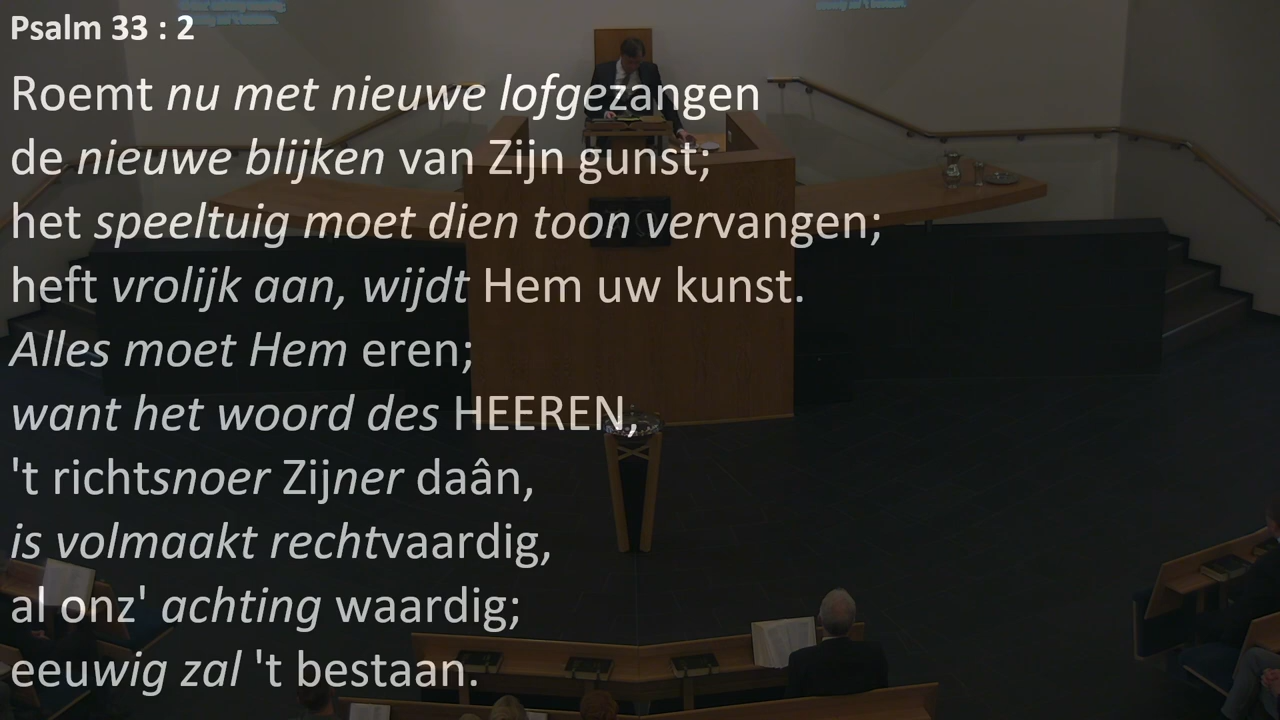 Psalm 33 : 2
Roemt nu met nieuwe lofgezangen
de nieuwe blijken van Zijn gunst;
het speeltuig moet dien toon vervangen;
heft vrolijk aan, wijdt Hem uw kunst.
Alles moet Hem eren;
want het woord des HEEREN,
't richtsnoer Zijner daân,
is volmaakt rechtvaardig,
al onz' achting waardig;
eeuwig zal 't bestaan.